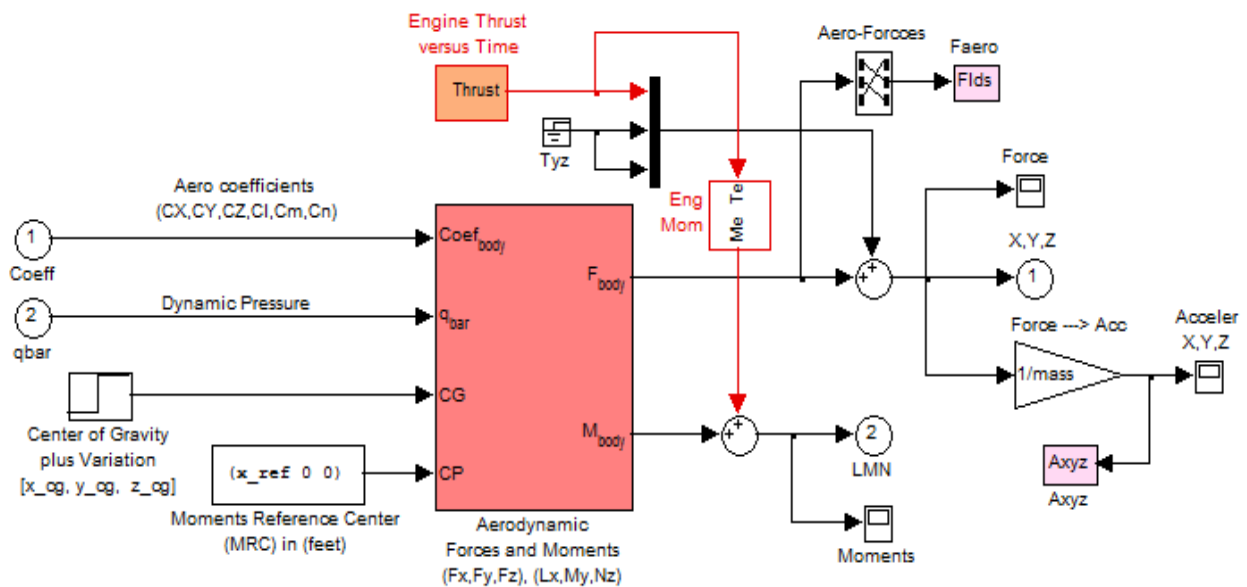 Engine Thrust
versus Time
Thrust
Aero-Forcoes
Faero
Flds
Tyz
Aero coefficients
(CX,CY,CZ,Cl,Cm,Cn)
1
Coeff
Dynamic Pressure
2
qbar
Center of Gravity
plus Variation
[x_cg, y_cg, z_cg]
(x_ref 0 0)
Moments Reference Center
(MRC) in (feet)
Coef body
q bar
CG
CP
F body
M body
Aerodynamic
Forces and Moments
(Fx,Fy,Fz), (Lx,My,Nz)
Eng
Mom
Me Te
Force
X,Y,Z
1
Force ---> Acc
1/mass
Acceler
X,Y,Z
Axyz
Axyz
2
LMN
Moments